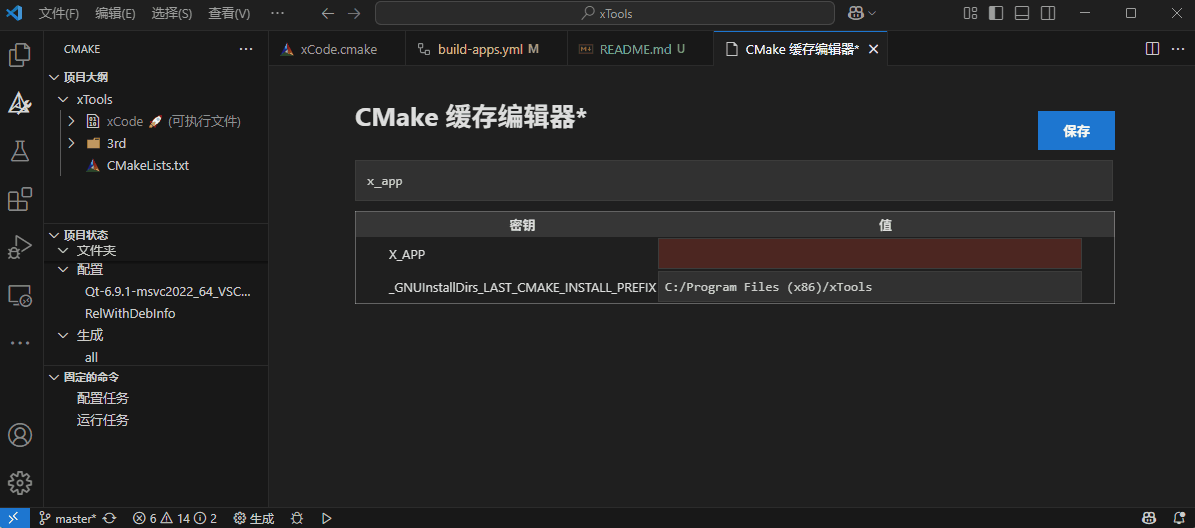 文件(F) 编辑(E) 选择(S) 查看(V) ··· xTools
CMAKE ···
xCode.cmake build-apps.yml M README.md U CMake 缓存编辑器*
项目大纲
xTools
xCode 🚀 (可执行文件)
3rd
CMakeLists.txt
项目状态
文件夹
配置
Qt-6.9.1-msvc2022_64_VSC...
RelWithDebInfo
生成
all
固定的命令
配置任务
运行任务
CMake 缓存编辑器*
保存
x_app
密钥 值
X_APP
_GNUInstallDirs_LAST_CMAKE_INSTALL_PREFIX C:/Program Files (x86)/xTools
master* 6 14 2 生成